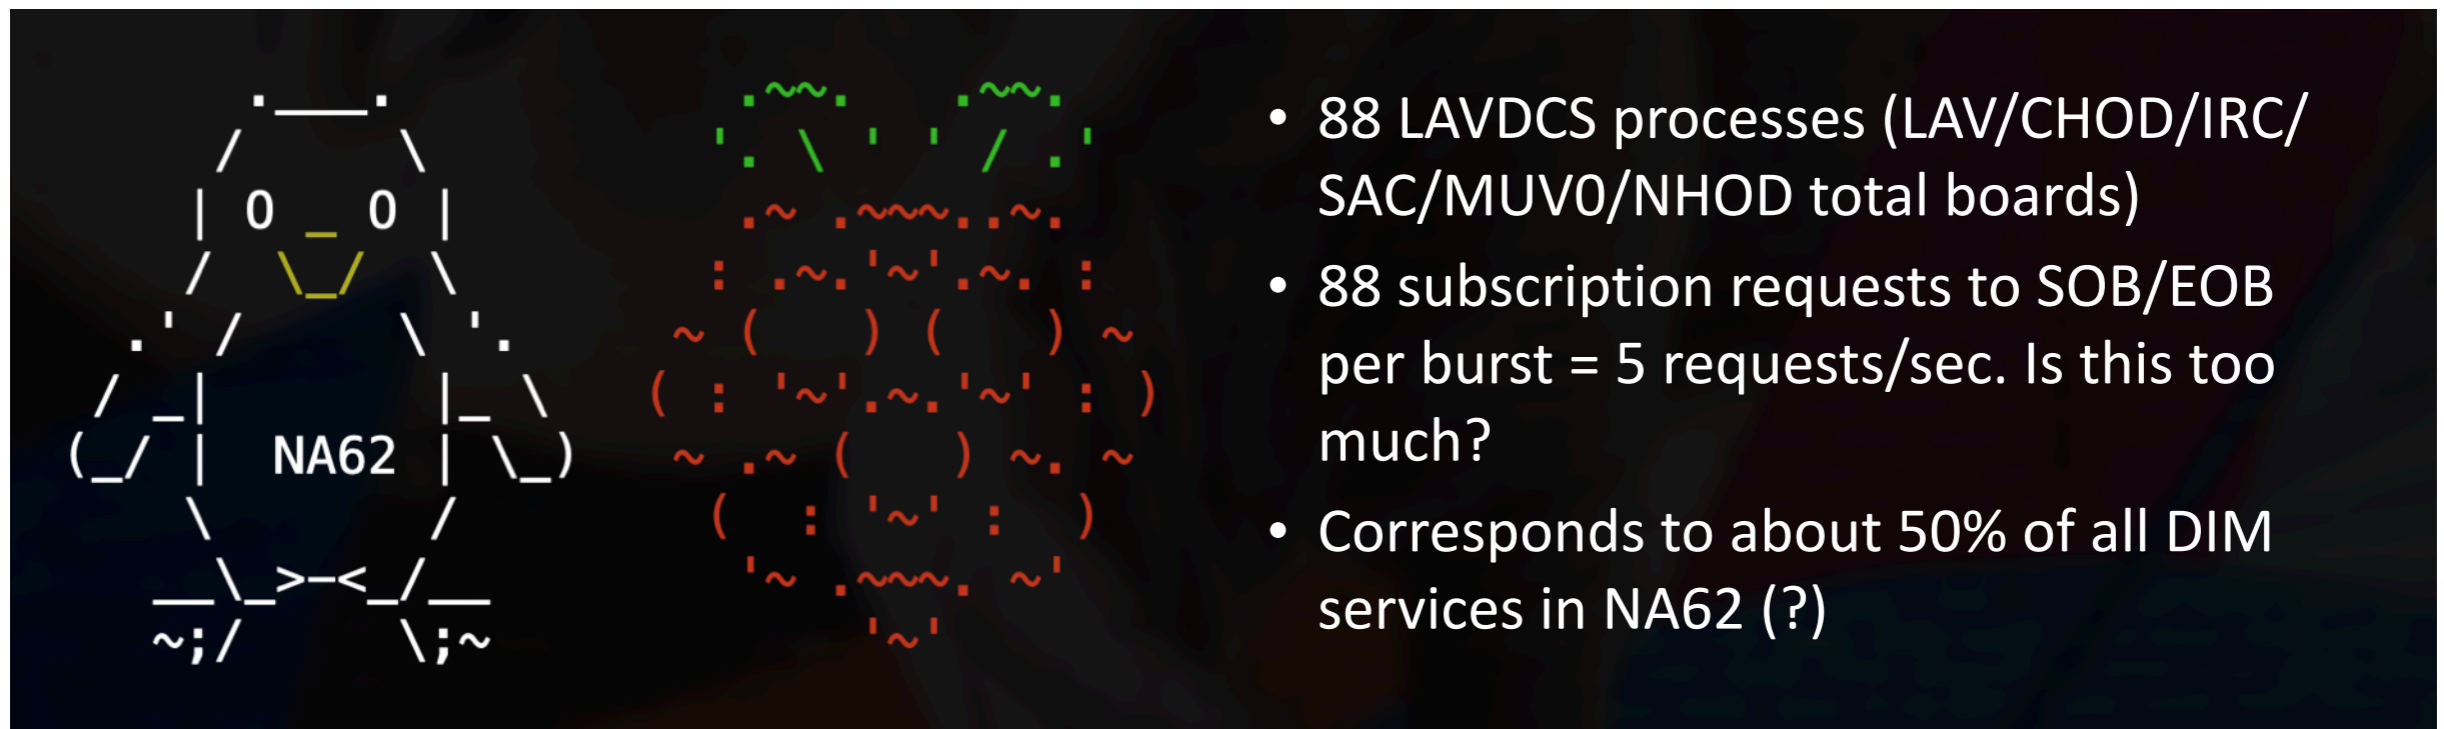 NA62
• 88 LAVDCS processes (LAV/CHOD/IRC/
SAC/MUV0/NHOD total boards)
• 88 subscription requests to SOB/EOB
per burst = 5 requests/sec. Is this too
much?
• Corresponds to about 50% of all DIM
services in NA62 (?)